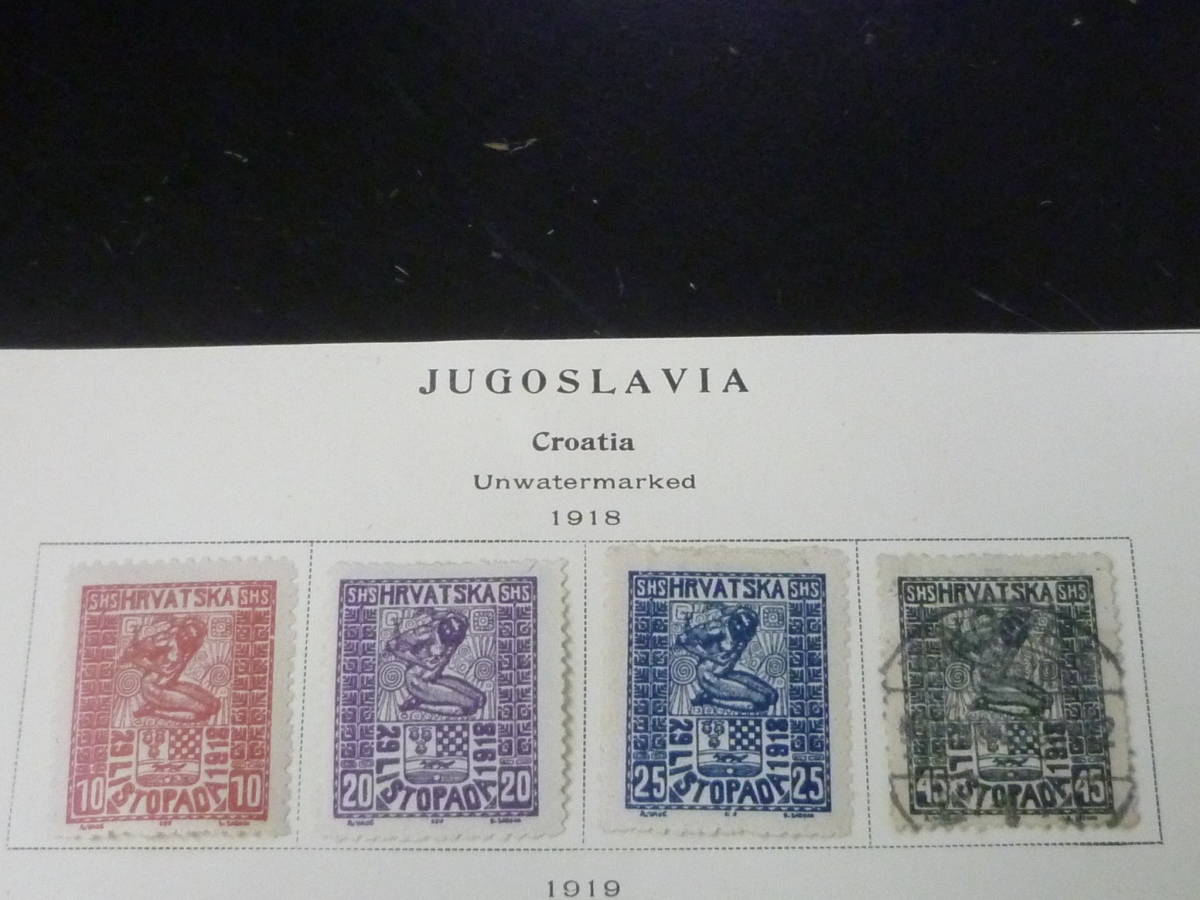 JUGOSLAVIA
Croatia
Unwatermarked
1918
SHS HRVATSKA SHS
29 LISTOPADA 1918
10 10
SHS HRVATSKA SHS
29 LISTOPADA 1918
20 20
SHS HRVATSKA SHS
29 LISTOPADA 1918
25 25
SHS HRVATSKA SHS
LISTOPADA 1918
45 45
1919